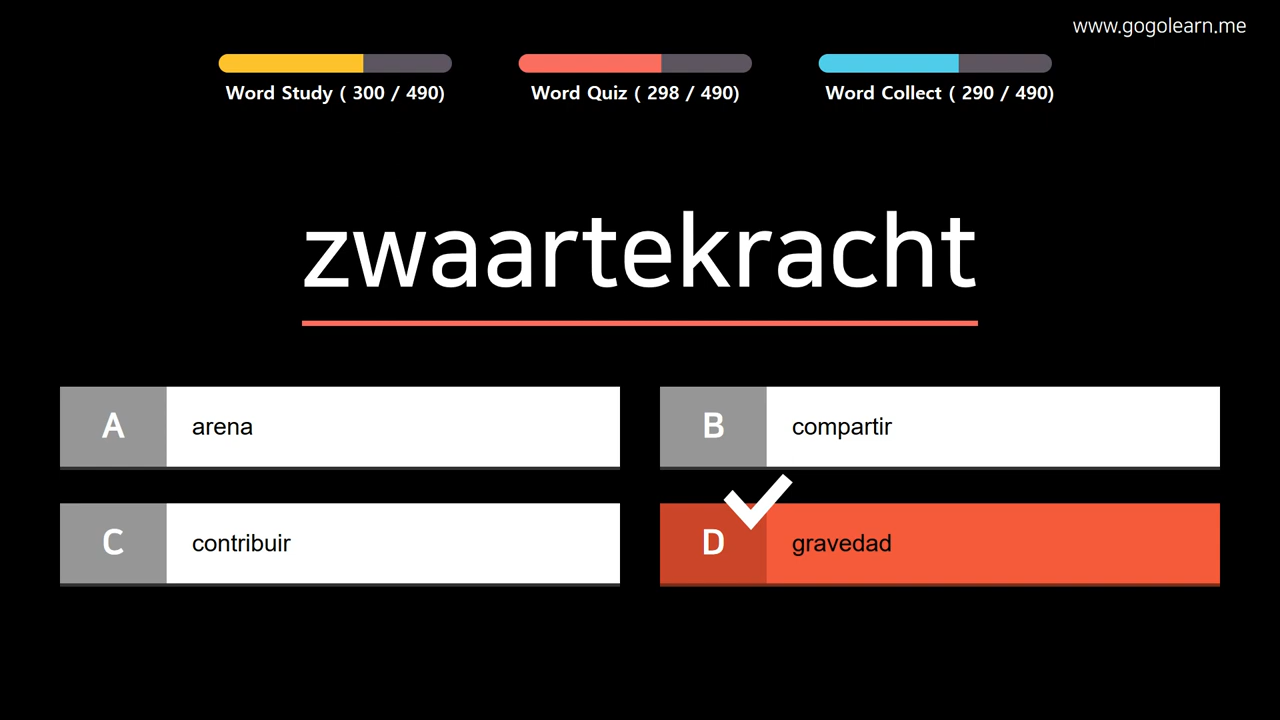 www.gogolearn.me
Word Study ( 300 / 490)
Word Quiz ( 298 / 490)
Word Collect ( 290 / 490)
zwaartekracht
A arena
B compartir
C contribuir
D gravedad